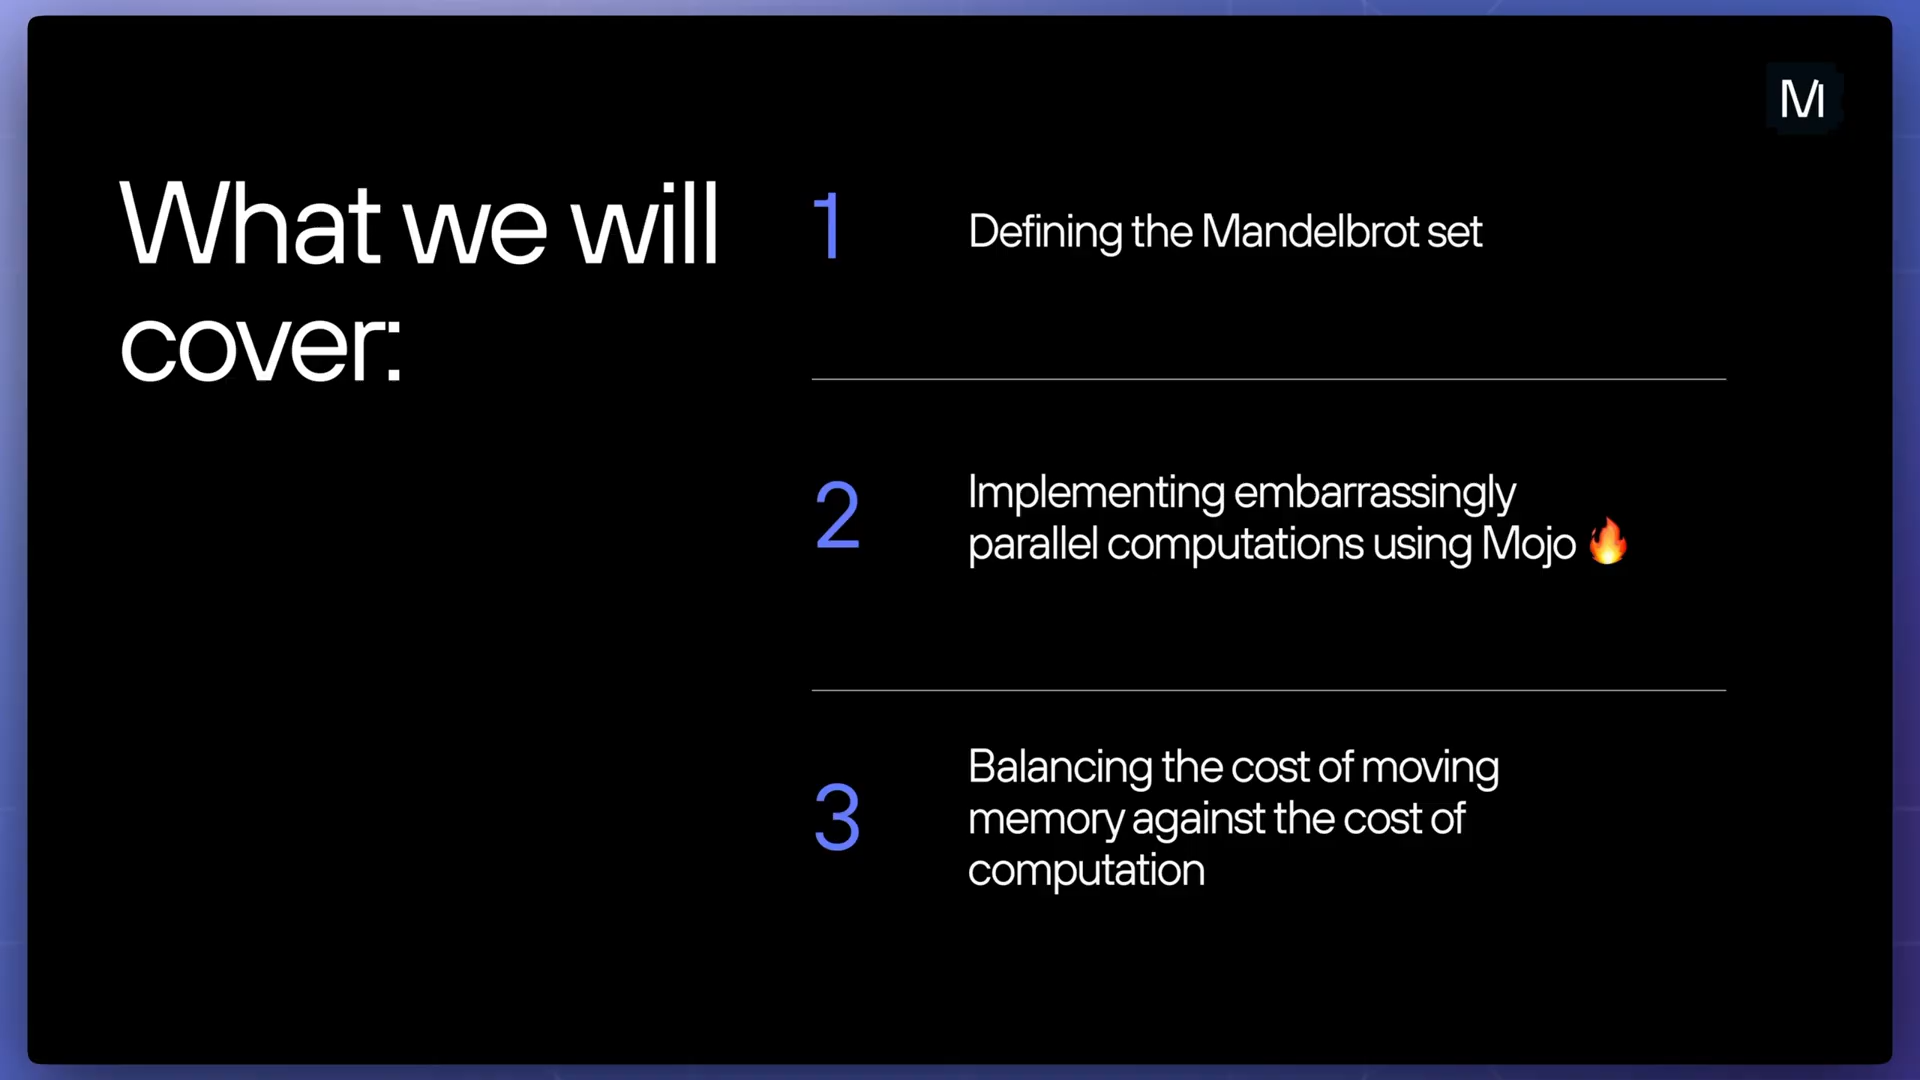 M
What we will
cover:
1
Defining the Mandelbrot set
2
Implementing embarrassingly
parallel computations using Mojo 🔥
3
Balancing the cost of moving
memory against the cost of
computation